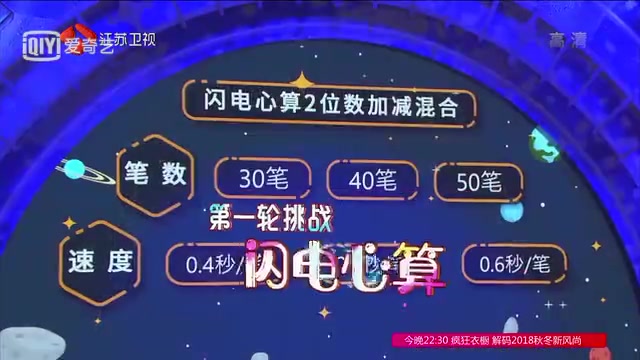 iQIYI 爱奇艺
江苏卫视
高清
闪电心算2位数加减混合
笔数 30笔 40笔 50笔
第一轮挑战
闪电心算
速度 0.4秒/ 0.6秒/笔
今晚22:30 疯狂衣橱 解码2018秋冬新风尚